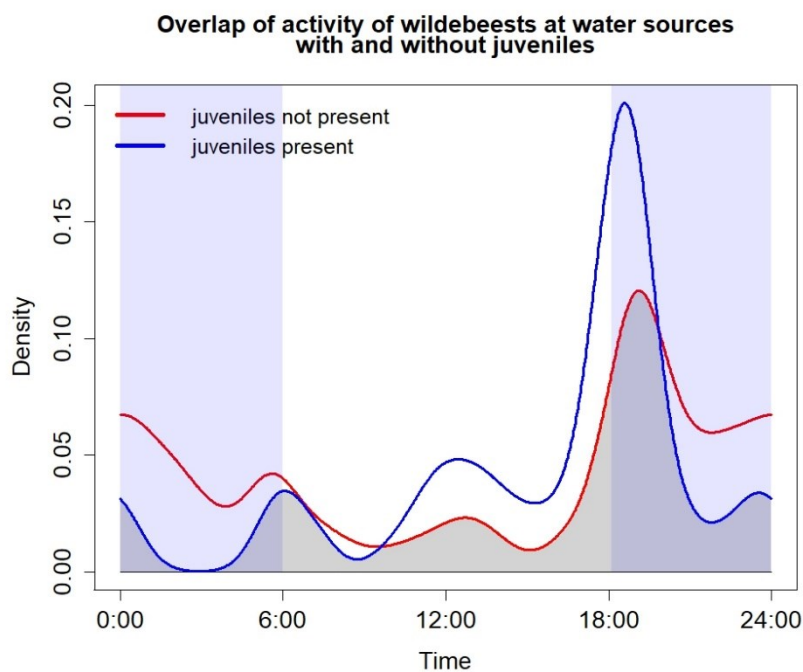 Overlap of activity of wildebeests at water sources
with and without juveniles
juveniles not present
juveniles present
Density
0.20
0.15
0.10
0.05
0.00
0:00 6:00 12:00 18:00 24:00
Time